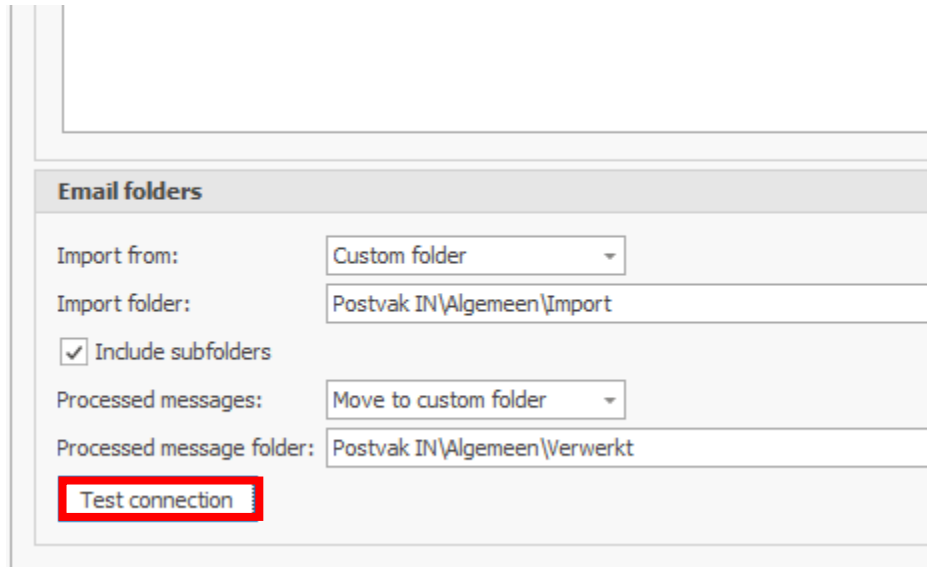 Email folders
Import from: Custom folder
Import folder: Postvak IN\Algemeen\Import
Include subfolders
Processed messages: Move to custom folder
Processed message folder: Postvak IN\Algemeen\Verwerkt
Test connection